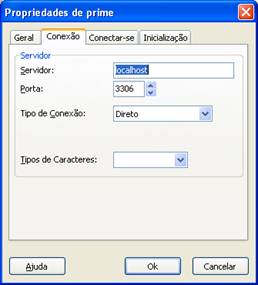 Propriedades de prime
Geral Conexão Conectar-se Inicialização
Servidor
Servidor: localhost
Porta: 3306
Tipo de Conexão: Direto
Tipos de Caracteres:
Ajuda Ok Cancelar